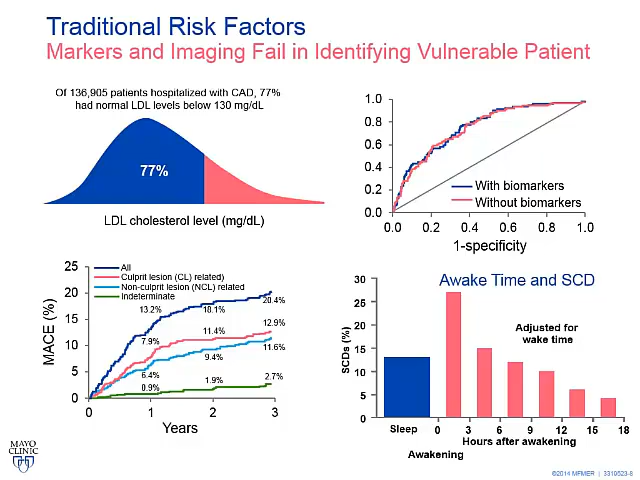 Traditional Risk Factors
Markers and Imaging Fail in Identifying Vulnerable Patient
Of 136,905 patients hospitalized with CAD, 77%
had normal LDL levels below 130 mg/dL
77%
LDL cholesterol level (mg/dL)
1.0
0.8
0.6
0.4
0.2
0.0
With biomarkers
Without biomarkers
0.0 0.2 0.4 0.6 0.8 1.0
1-specificity
MACE (%)
25
20
15
10
5
0
All
Culprit lesion (CL) related
Non-culprit lesion (NCL) related
Indeterminate
13.2%
18.1%
20.4%
7.9%
11.4%
12.9%
6.4%
9.4%
11.6%
0.9%
1.9%
2.7%
0 1 2 3
Years
Awake Time and SCD
SCDs (%)
30
25
20
15
10
5
0
Adjusted for
wake time
Sleep 0 3 6 9 12 15 18
Hours after awakening
Awakening
MAYO
CLINIC
©2014 MFMER | 3310523-8